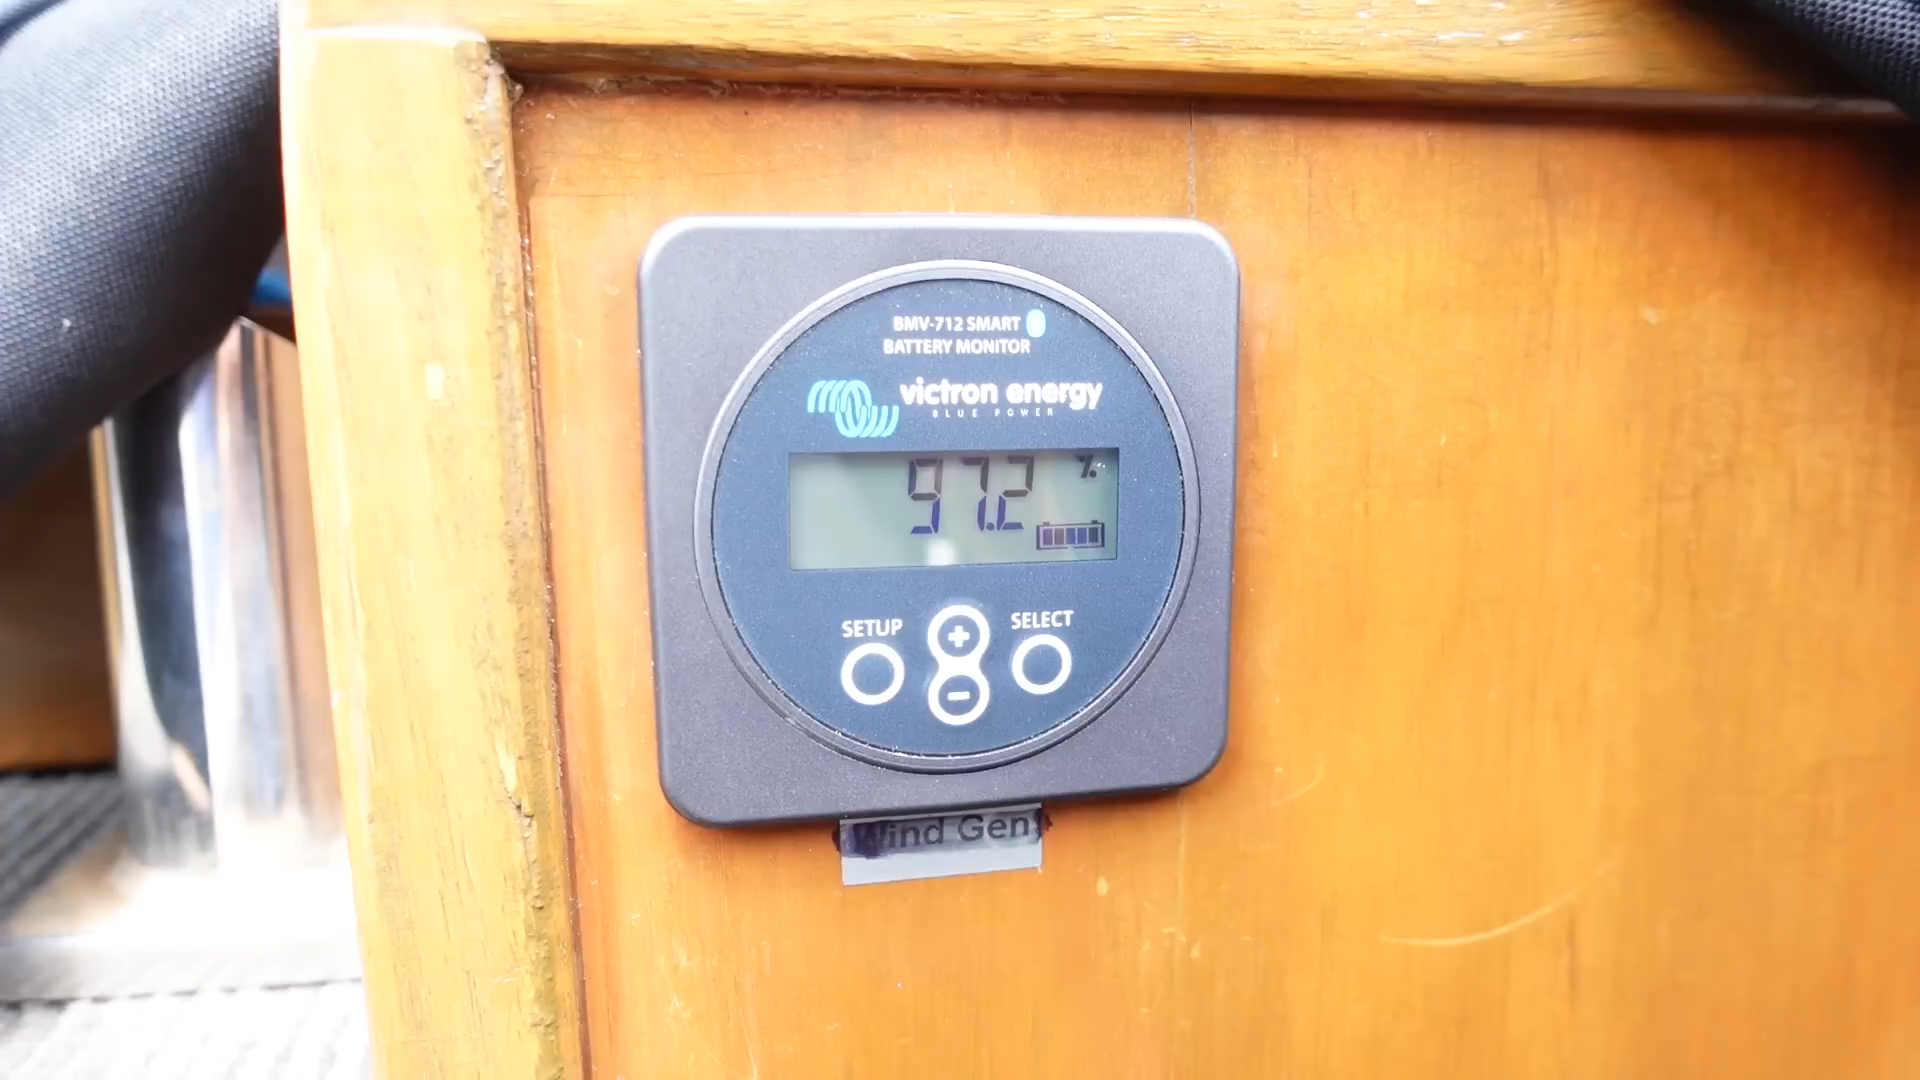 BMV-712 SMART
BATTERY MONITOR
victron energy
BLUE POWER
97.2 %
SETUP
+
SELECT
-
Wind Gen